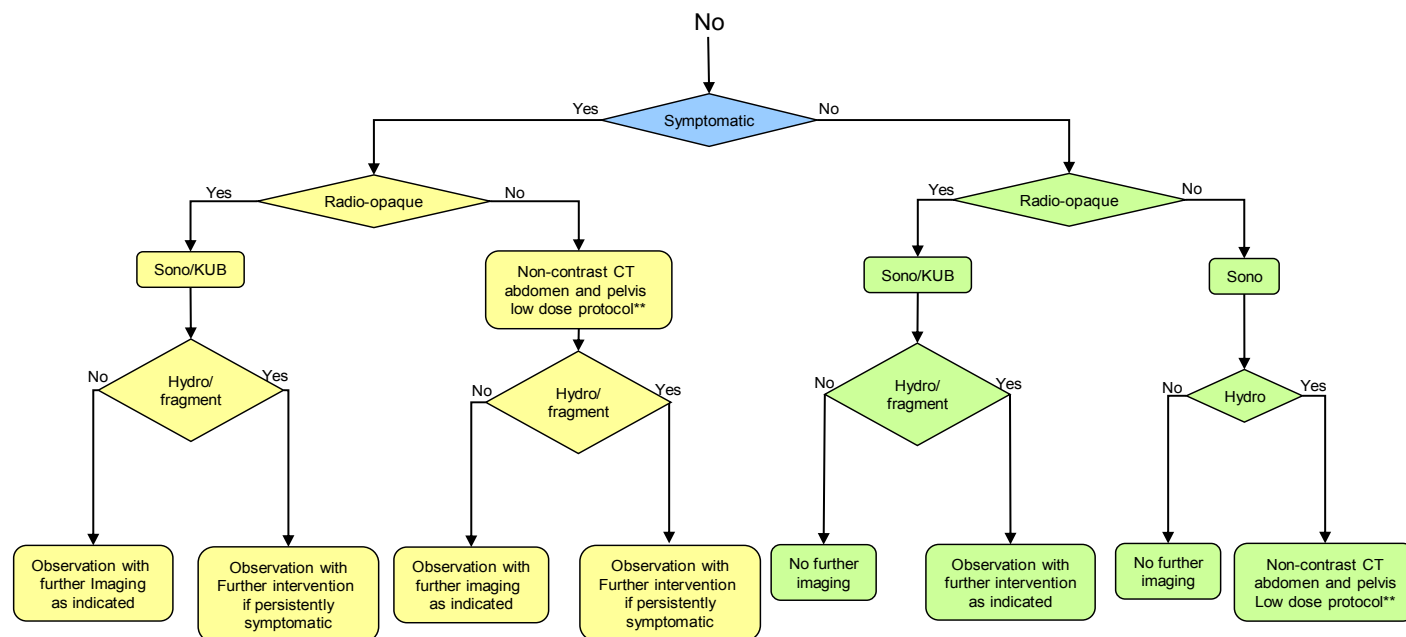 No
Yes
Symptomatic
No
Yes
Radio-opaque
No
Yes
Radio-opaque
No
Sono/KUB
Non-contrast CT
abdomen and pelvis
low dose protocol**
Sono/KUB
Sono
No
Hydro/
fragment
Yes
No
Hydro/
fragment
Yes
No
Hydro/
fragment
Yes
No
Hydro
Yes
Observation with
further Imaging
as indicated
Observation with
Further intervention
if persistently
symptomatic
Observation with
further imaging
as indicated
Observation with
Further intervention
if persistently
symptomatic
No further
imaging
Observation with
further intervention
as indicated
No further
imaging
Non-contrast CT
abdomen and pelvis
Low dose protocol**